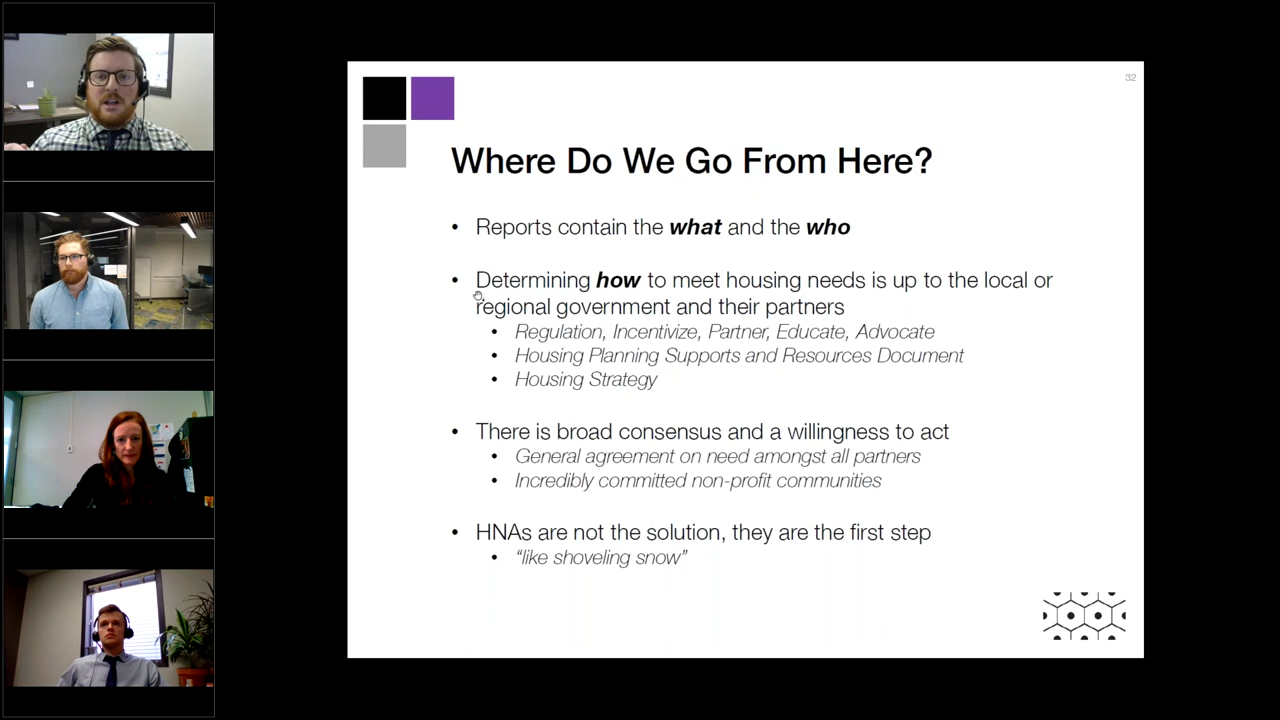 32
Where Do We Go From Here?
• Reports contain the what and the who
• Determining how to meet housing needs is up to the local or
regional government and their partners
• Regulation, Incentivize, Partner, Educate, Advocate
• Housing Planning Supports and Resources Document
• Housing Strategy
• There is broad consensus and a willingness to act
• General agreement on need amongst all partners
• Incredibly committed non-profit communities
• HNAs are not the solution, they are the first step
• “like shoveling snow”